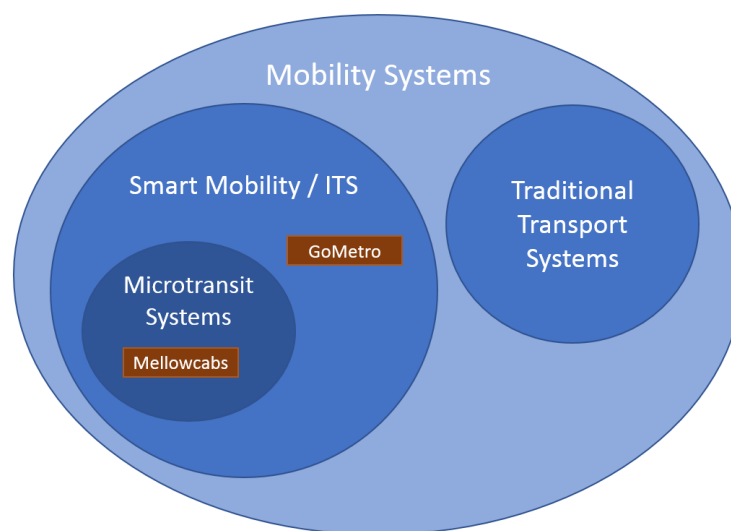 Mobility Systems
Smart Mobility / ITS
Traditional
Transport
Systems
GoMetro
Microtransit
Systems
Mellowcabs